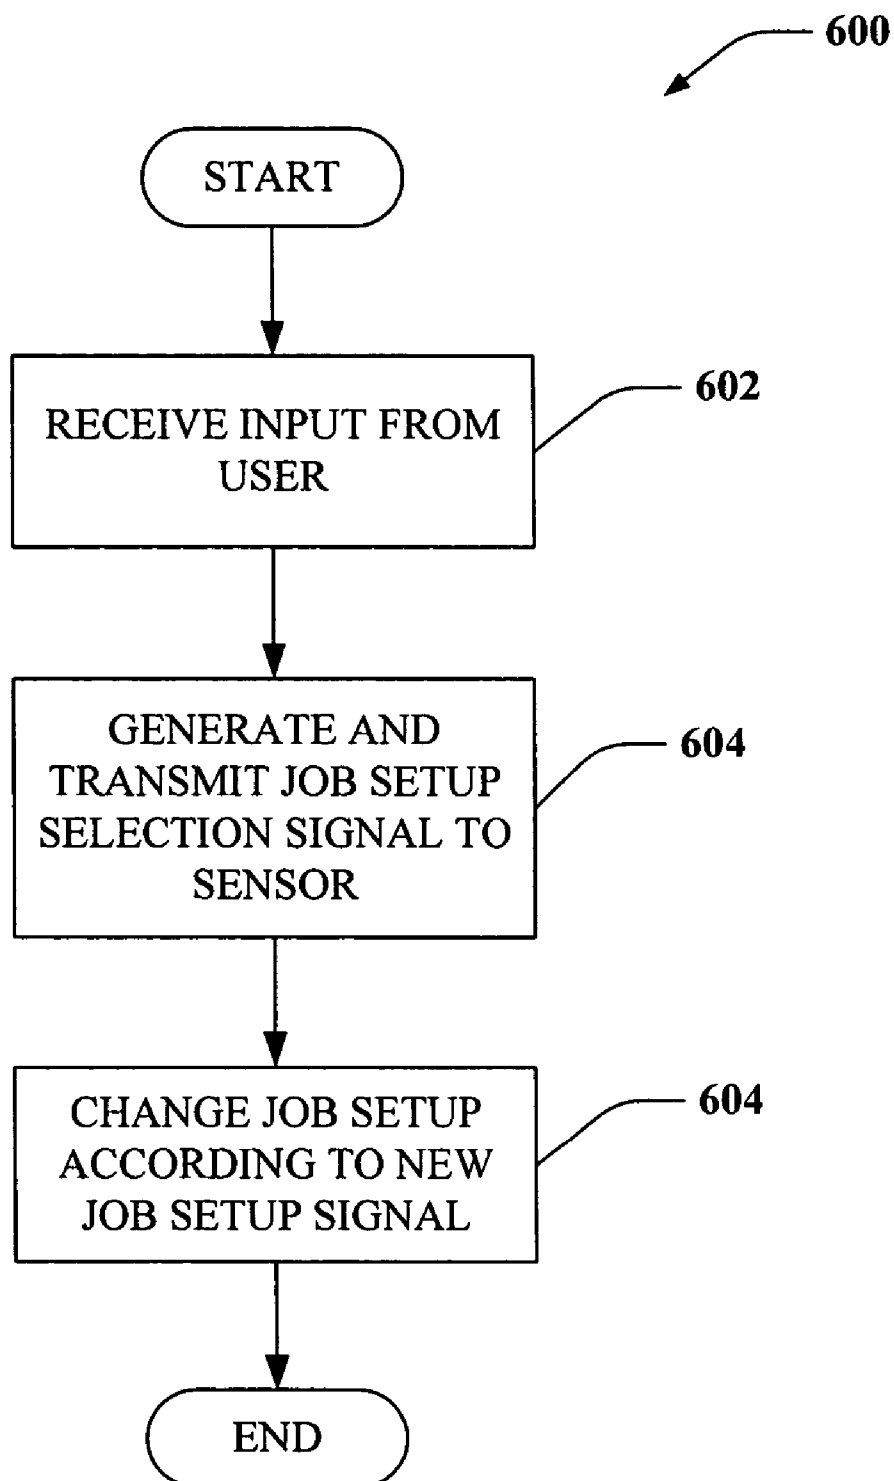 600
START
602
RECEIVE INPUT FROM
USER
604
GENERATE AND
TRANSMIT JOB SETUP
SELECTION SIGNAL TO
SENSOR
604
CHANGE JOB SETUP
ACCORDING TO NEW
JOB SETUP SIGNAL
END